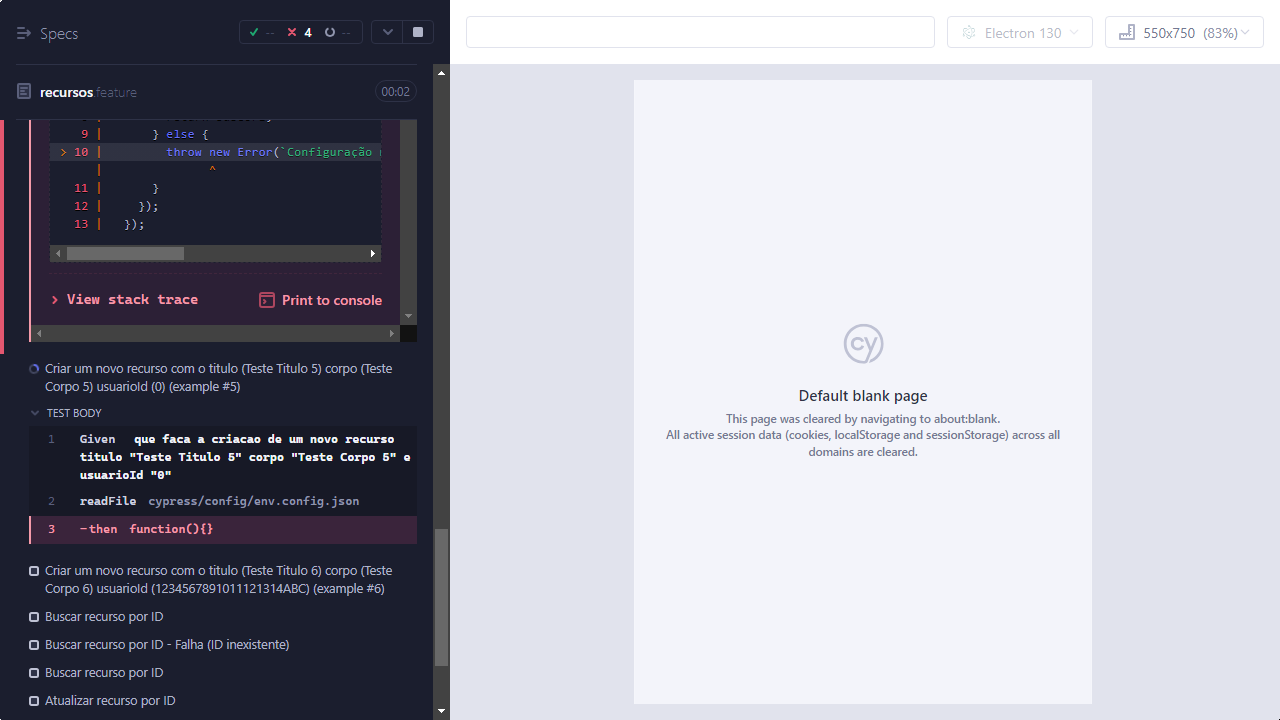 Specs
-- 4 --
Electron 130
550x750 (83%)
recursos.feature
00:02
9 | } else {
> 10 | throw new Error(`Configuração
| ^
11 | }
12 | });
13 | });
View stack trace
Print to console
Criar um novo recurso com o titulo (Teste Titulo 5) corpo (Teste
Corpo 5) usuarioId (0) (example #5)
TEST BODY
1 Given que faca a criacao de um novo recurso
titulo "Teste Titulo 5" corpo "Teste Corpo 5" e
usuarioId "0"
2 readFile cypress/config/env.config.json
3 -then function(){}
Criar um novo recurso com o titulo (Teste Titulo 6) corpo (Teste
Corpo 6) usuarioId (1234567891011121314ABC) (example #6)
Buscar recurso por ID
Buscar recurso por ID - Falha (ID inexistente)
Buscar recurso por ID
Atualizar recurso por ID
cy
Default blank page
This page was cleared by navigating to about:blank.
All active session data (cookies, localStorage and sessionStorage) across all
domains are cleared.